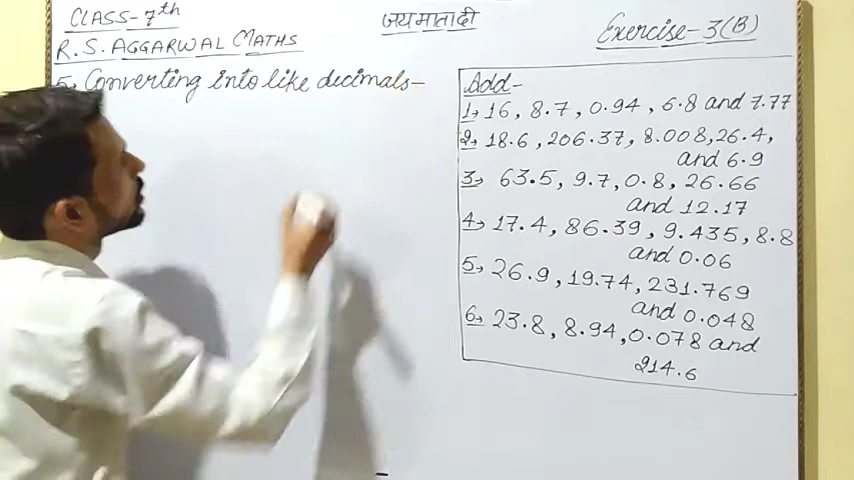 CLASS-7th
जय माता दी
Exercise-3(B)
R.S. AGGARWAL MATHS
5→ Converting into like decimals-
Add-
1→ 16, 8.7, 0.94, 6.8 and 7.77
2→ 18.6, 206.37, 8.008, 26.4,
and 6.9
3→ 63.5, 9.7, 0.8, 26.66
and 12.17
4→ 17.4, 86.39, 9.435, 8.8
and 0.06
5→ 26.9, 19.74, 231.769
and 0.048
6→ 23.8, 8.94, 0.078 and
214.6